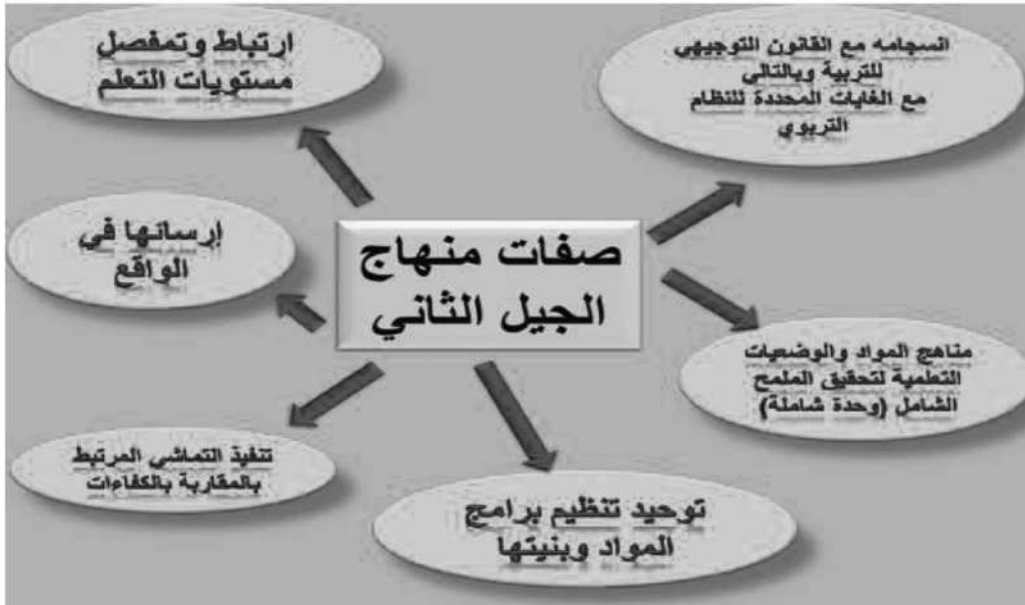 صفات منهاج
الجيل الثاني
انسجامه مع القانون التوجيهي
للتربية وبالتالي
مع الغايات المحددة للنظام
التربوي
مناهج المواد والوضعيات
التعلمية لتحقيق الملمح
الشامل (وحدة شاملة)
توحيد تنظيم برامج
المواد وبنيتها
تنفيذ التماشي المرتبط
بالمقاربة بالكفاءات
إرسائها في
الواقع
ارتباط وتمفصل
مستويات التعلم